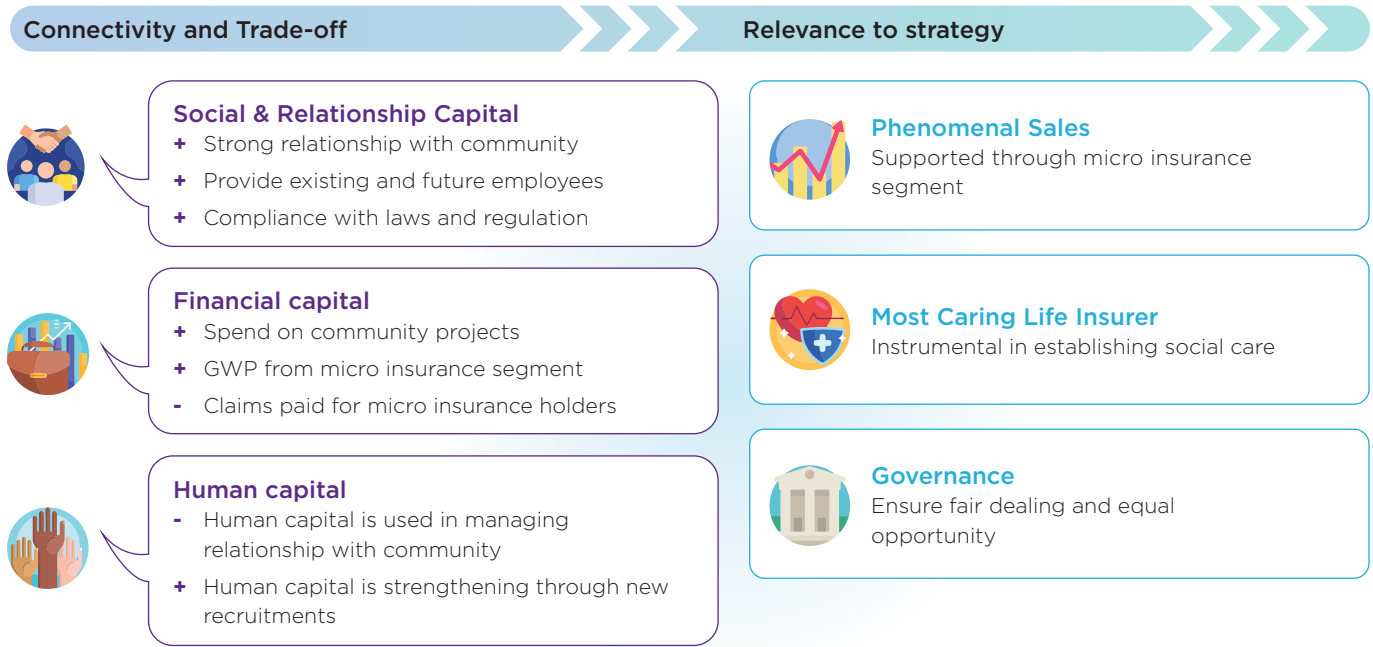 Connectivity and Trade-off
Social & Relationship Capital
+ Strong relationship with community
+ Provide existing and future employees
+ Compliance with laws and regulation
Financial capital
+ Spend on community projects
+ GWP from micro insurance segment
- Claims paid for micro insurance holders
Human capital
- Human capital is used in managing
relationship with community
+ Human capital is strengthening through new
recruitments
Relevance to strategy
Phenomenal Sales
Supported through micro insurance
segment
Most Caring Life Insurer
Instrumental in establishing social care
Governance
Ensure fair dealing and equal
opportunity